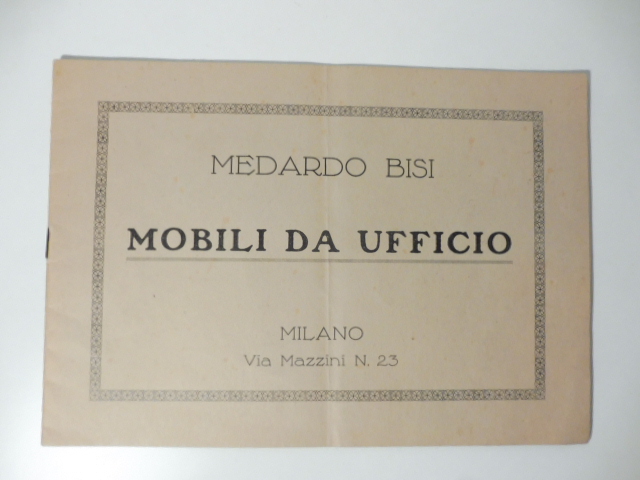 MEDARDO BISI
MOBILI DA UFFICIO
MILANO
Via Mazzini N. 23